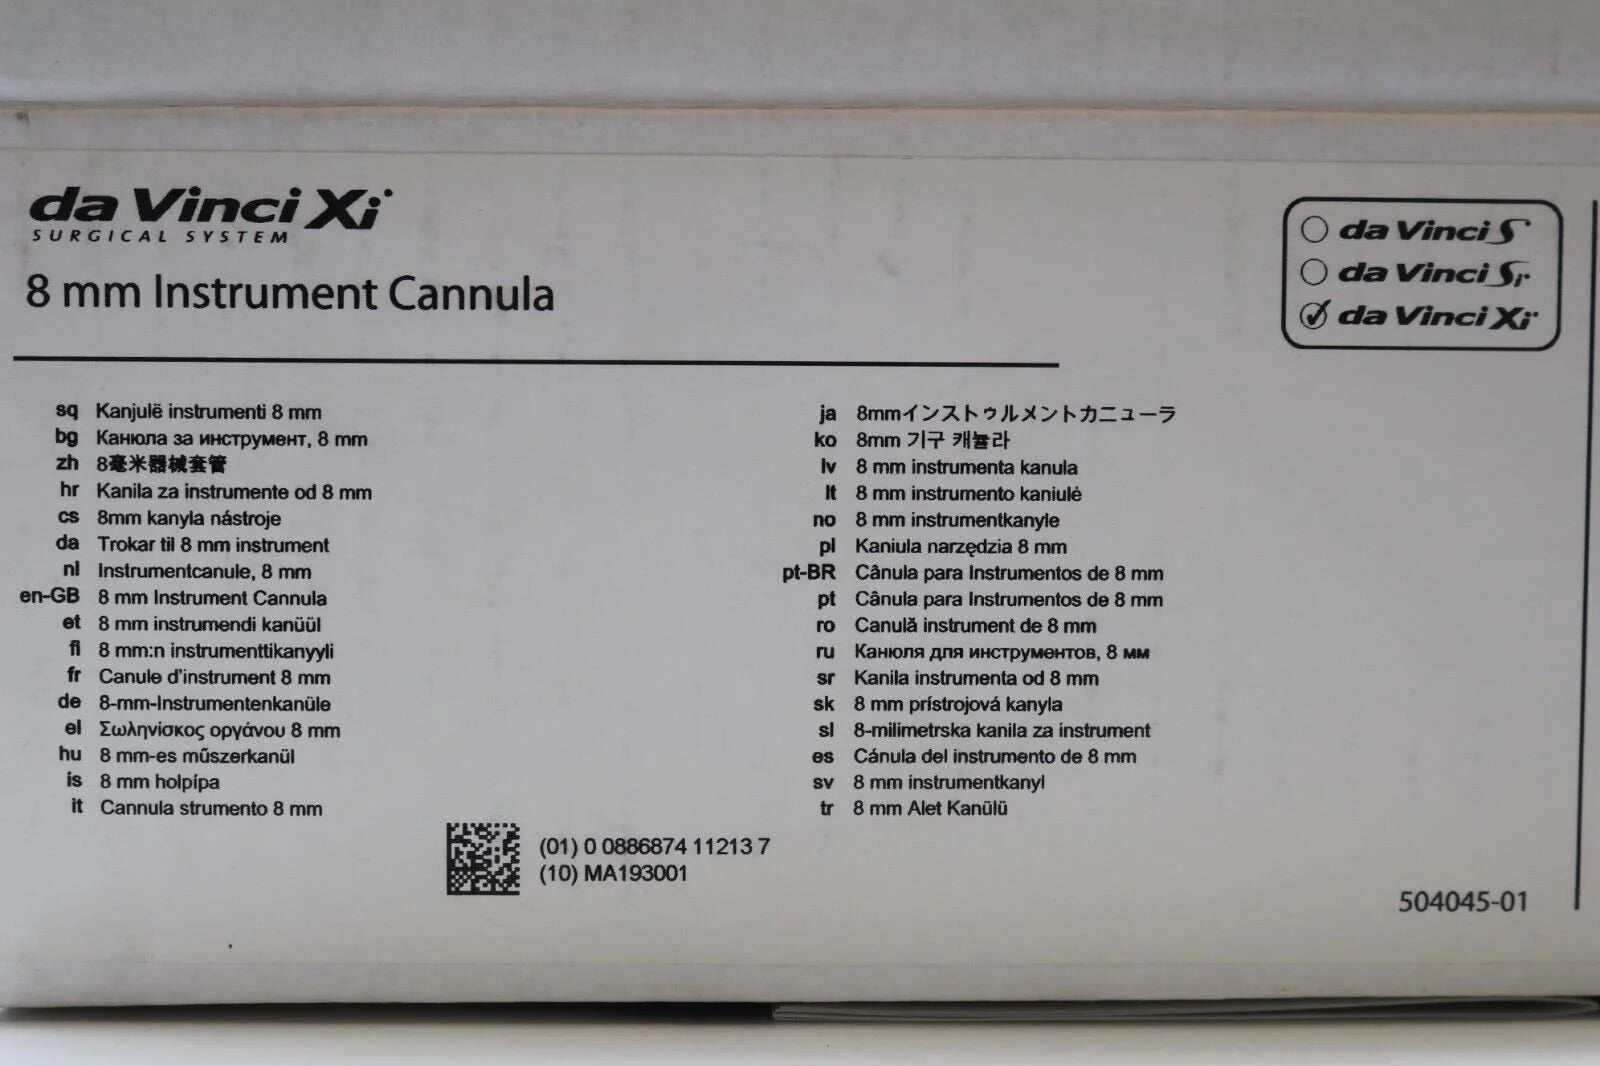 da Vinci Xi
SURGICAL SYSTEM
8 mm Instrument Cannula
da Vinci S
da Vinci Si
da Vinci Xi
sq Kanjulë instrumenti 8 mm
bg Канюла за инструмент, 8 mm
zh 8毫米器械套管
hr Kanila za instrumente od 8 mm
cs 8mm kanyla nástroje
da Trokar til 8 mm instrument
nl Instrumentcanule, 8 mm
en-GB 8 mm Instrument Cannula
et 8 mm instrumendi kanüül
fi 8 mm:n instrumenttikanyyli
fr Canule d'instrument 8 mm
de 8-mm-Instrumentenkanüle
el Σωληνίσκος οργάνου 8 mm
hu 8 mm-es műszerkanül
is 8 mm holpípa
it Cannula strumento 8 mm
ja 8mmインストゥルメントカニューラ
ko 8mm 기구 캐뉼라
lv 8 mm instrumenta kanula
lt 8 mm instrumento kaniulė
no 8 mm instrumentkanyle
pl Kaniula narzędzia 8 mm
pt-BR Cânula para Instrumentos de 8 mm
pt Cânula para Instrumentos de 8 mm
ro Canulă instrument de 8 mm
ru Канюля для инструментов, 8 мм
sr Kanila instrumenta od 8 mm
sk 8 mm prístrojová kanyla
sl 8-milimetrska kanila za instrument
es Cánula del instrumento de 8 mm
sv 8 mm instrumentkanyl
tr 8 mm Alet Kanülü
(01) 0 0886874 11213 7
(10) MA193001
504045-01